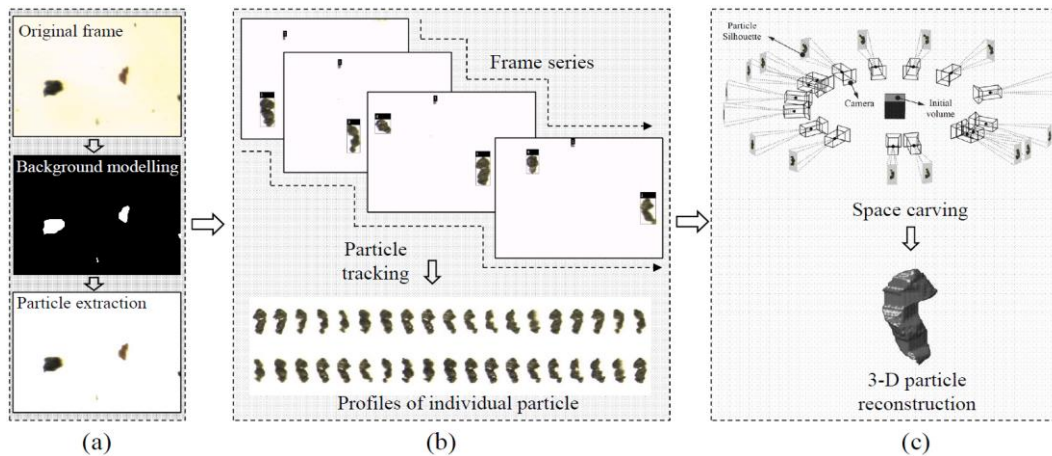 Original frame
Background modelling
Particle extraction
(a)
Frame series
Particle
tracking
Profiles of individual particle
(b)
Particle
Silhouette
Camera
Initial
volume
Space carving
3-D particle
reconstruction
(c)